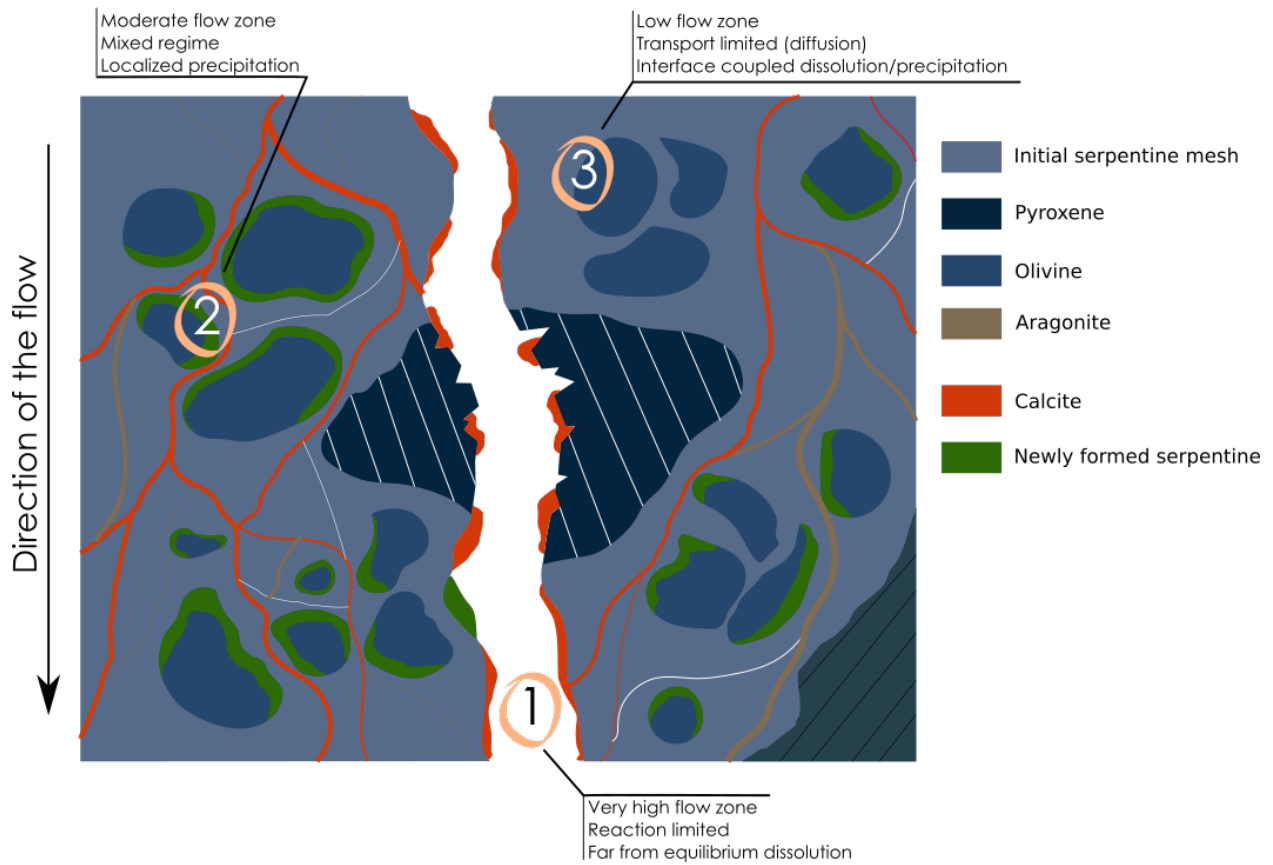 Moderate flow zone
Mixed regime
Localized precipitation
Low flow zone
Transport limited (diffusion)
Interface coupled dissolution/precipitation
Direction of the flow
3
2
1
Initial serpentine mesh
Pyroxene
Olivine
Aragonite
Calcite
Newly formed serpentine
Very high flow zone
Reaction limited
Far from equilibrium dissolution